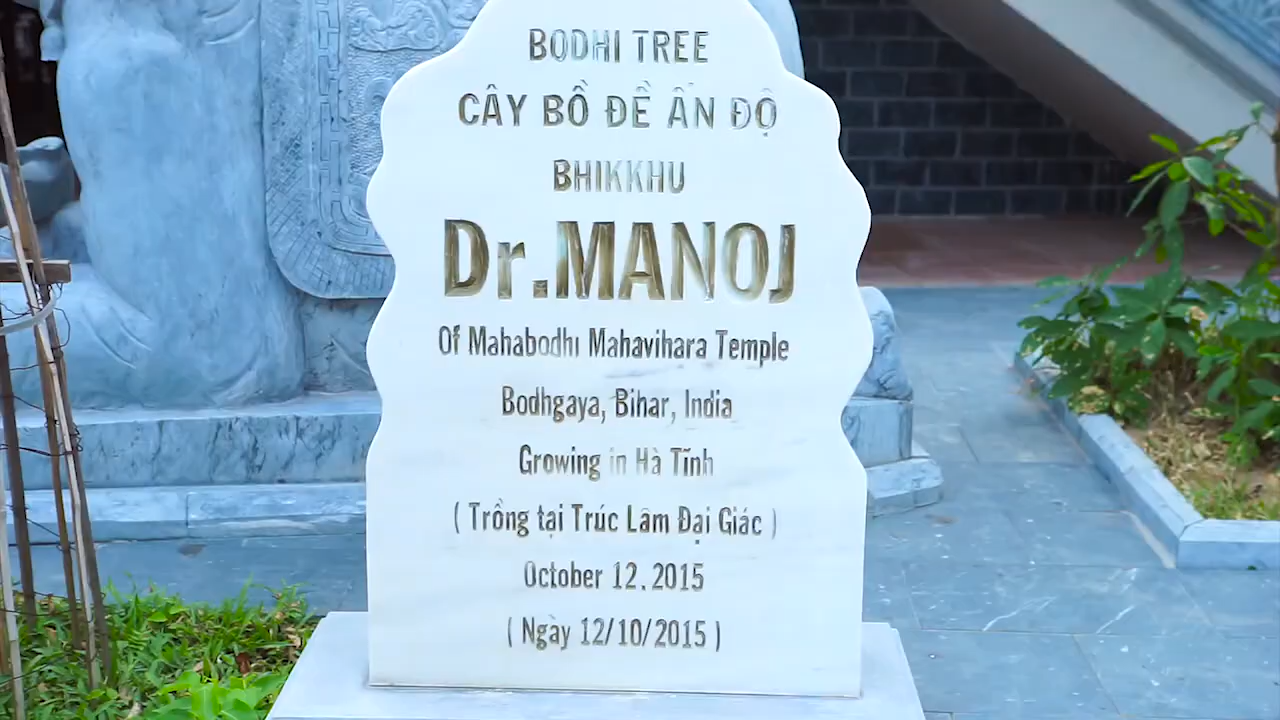 BODHI TREE
CÂY BỒ ĐỀ ẤN ĐỘ
BHIKKHU
Dr.MANOJ
Of Mahabodhi Mahavihara Temple
Bodhgaya, Bihar, India
Growing in Hà Tĩnh
( Trồng tại Trúc Lâm Đại Giác )
October 12.2015
( Ngày 12/10/2015 )